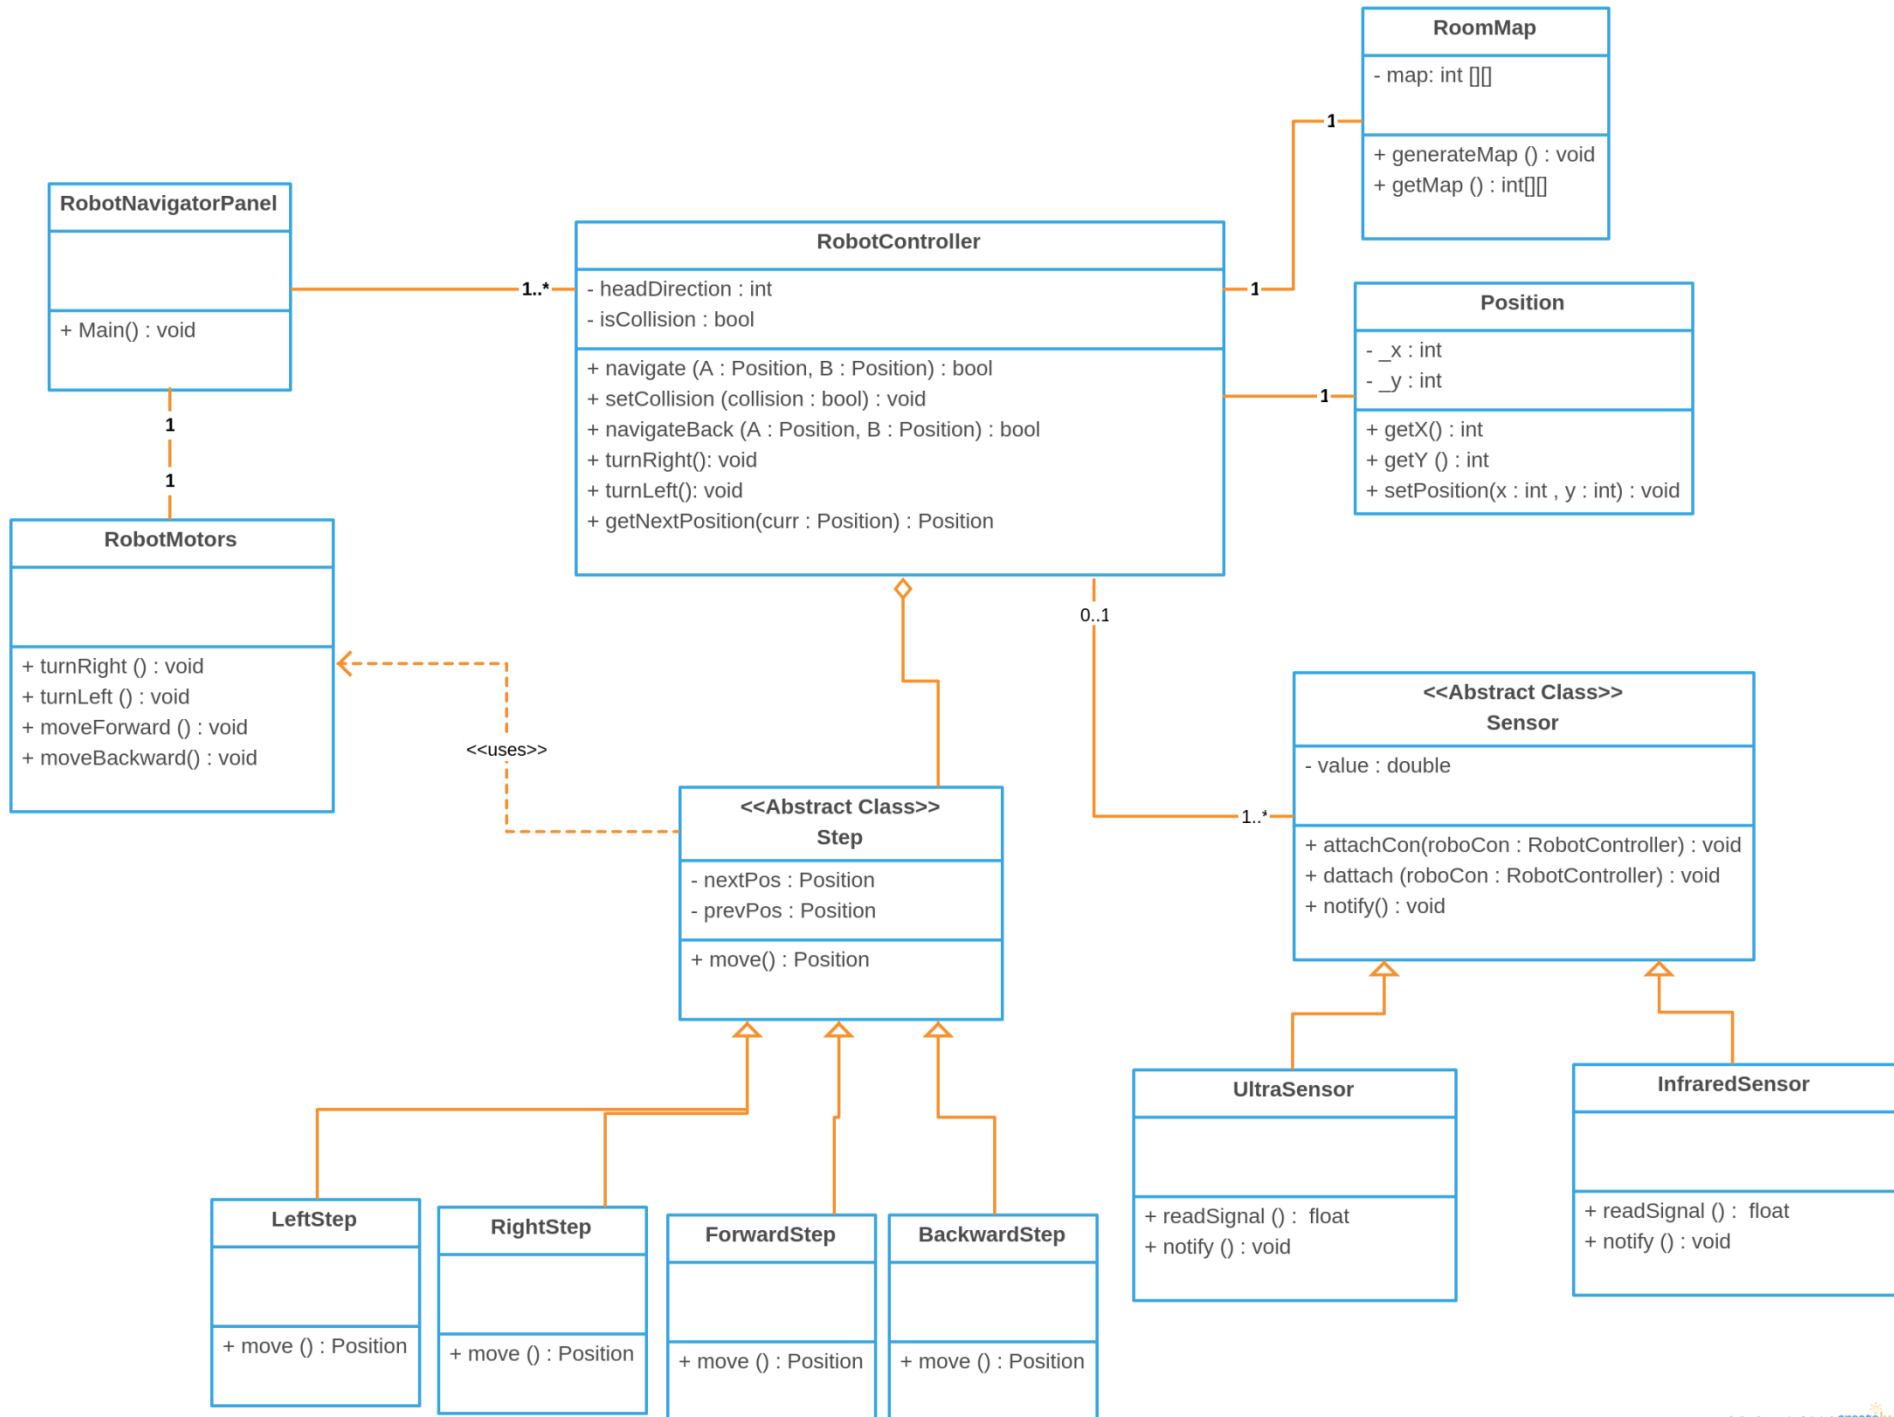 RoomMap
- map: int [][]
+ generateMap () : void
+ getMap () : int[][]
1
1
RobotNavigatorPanel
+ Main() : void
1..*
RobotController
- headDirection : int
- isCollision : bool
+ navigate (A : Position, B : Position) : bool
+ setCollision (collision : bool) : void
+ navigateBack (A : Position, B : Position) : bool
+ turnRight(): void
+ turnLeft(): void
+ getNextPosition(curr : Position) : Position
1
Position
- _x : int
- _y : int
+ getX() : int
+ getY () : int
+ setPosition(x : int , y : int) : void
1
1
RobotMotors
+ turnRight () : void
+ turnLeft () : void
+ moveForward () : void
+ moveBackward() : void
<<uses>>
0..1
1..*
<<Abstract Class>>
Sensor
- value : double
+ attachCon(roboCon : RobotController) : void
+ dattach (roboCon : RobotController) : void
+ notify() : void
<<Abstract Class>>
Step
- nextPos : Position
- prevPos : Position
+ move() : Position
UltraSensor
+ readSignal () :  float
+ notify () : void
InfraredSensor
+ readSignal () :  float
+ notify () : void
LeftStep
+ move () : Position
RightStep
+ move () : Position
ForwardStep
+ move () : Position
BackwardStep
+ move () : Position